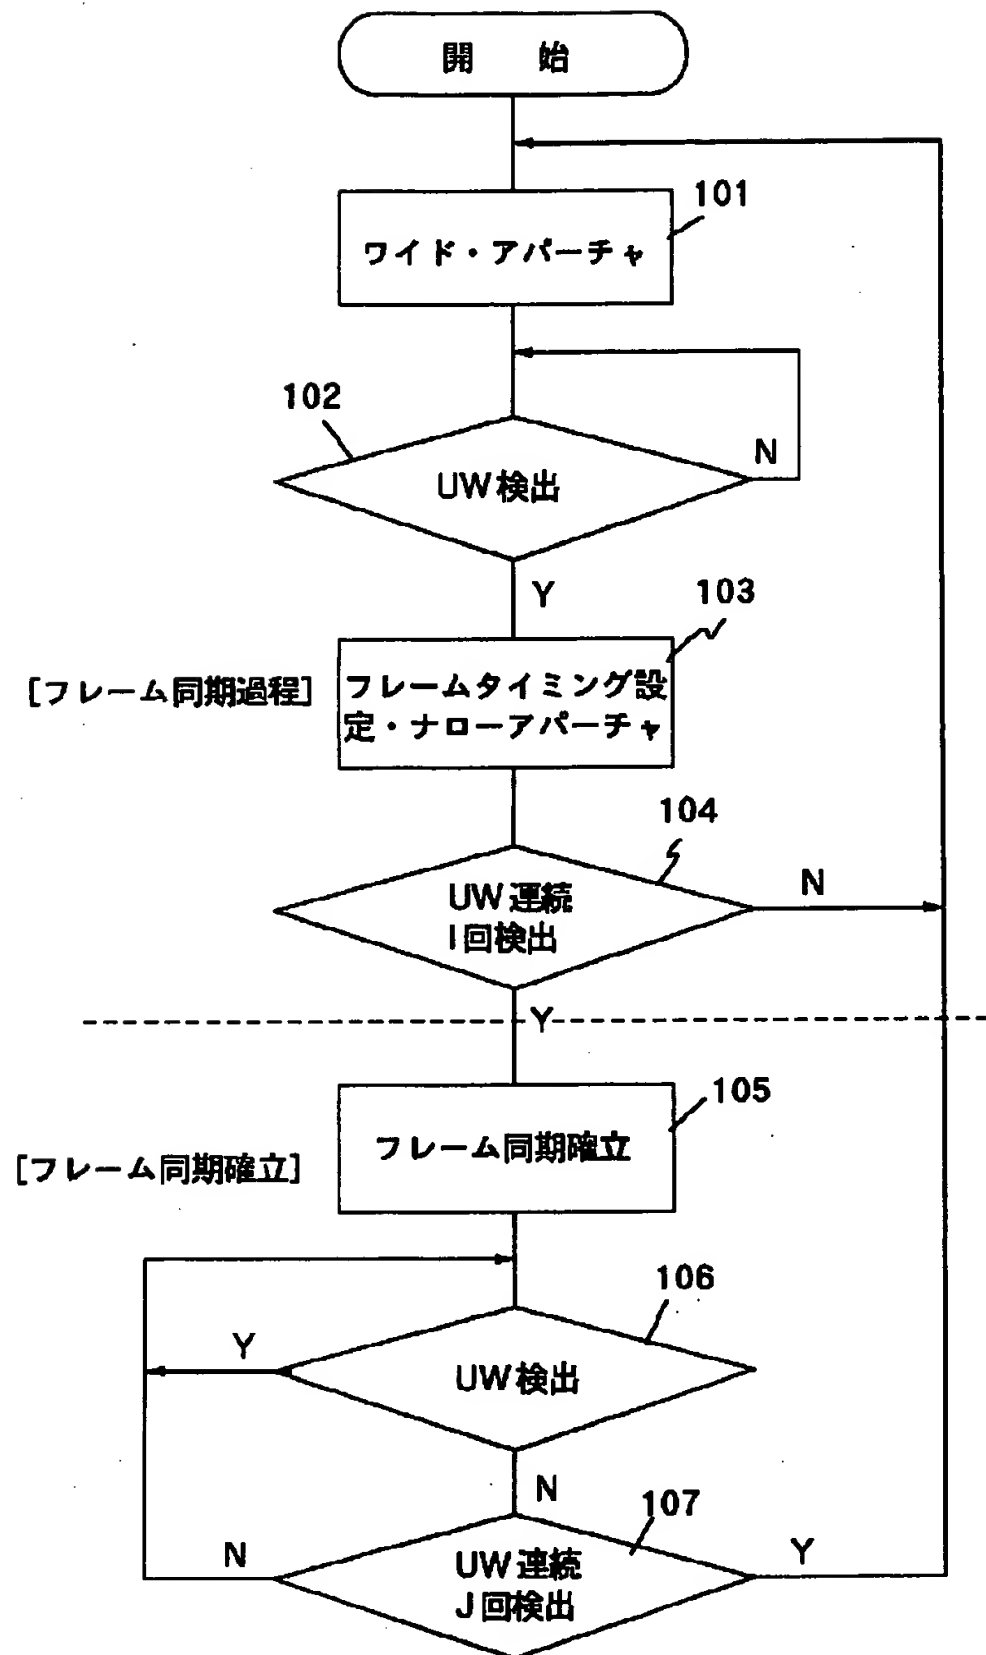 開 始
101
ワイド・アパーチャ
102
UW検出
N
Y
103
[フレーム同期過程]
フレームタイミング設
定・ナローアパーチャ
104
UW連続
I回検出
N
Y
105
フレーム同期確立
[フレーム同期確立]
106
Y
UW検出
N
107
N
UW連続
J回検出
Y